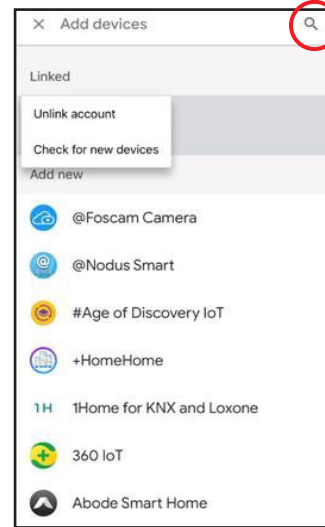 Add devices
Linked
Unlink account
Check for new devices
Add new
@Foscam Camera
@Nodus Smart
#Age of Discovery IoT
+HomeHome
1H 1Home for KNX and Loxone
360 IoT
Abode Smart Home